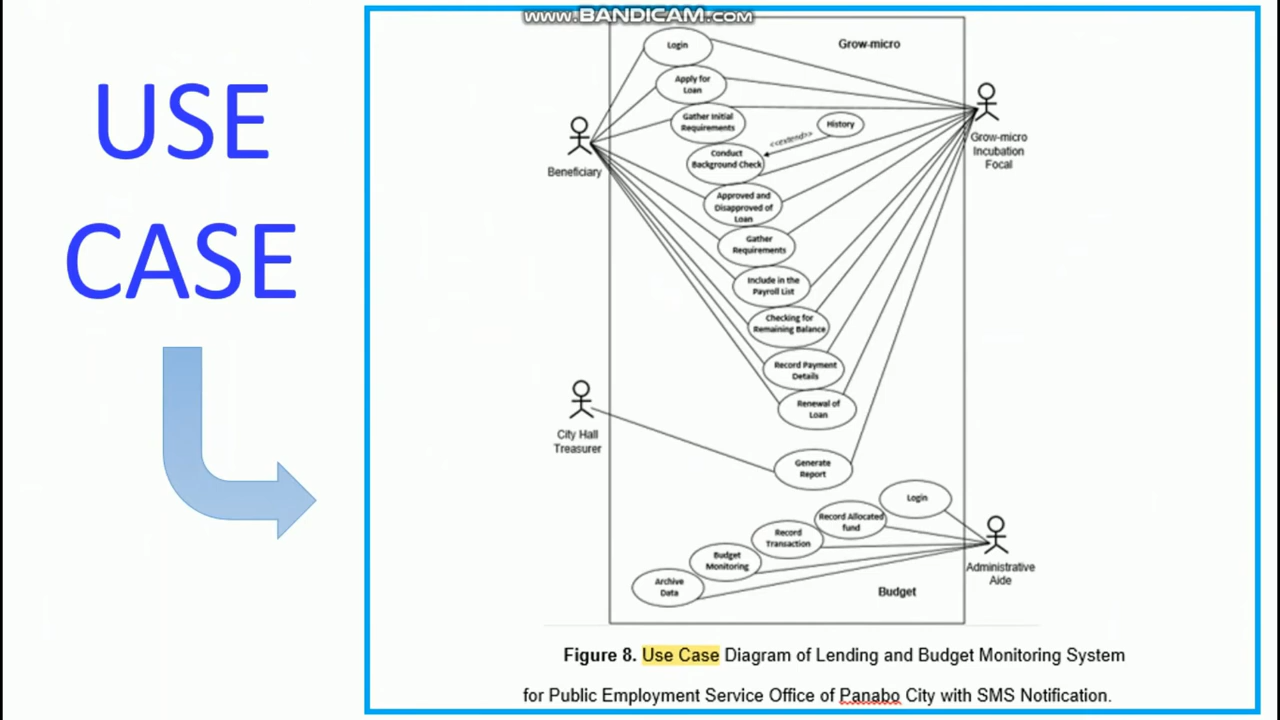 www.BANDICAM.com
USE
CASE
Grow-micro
Login
Apply for
Loan
Gather Initial
Requirements
History
<<extend>>
Conduct
Background Check
Approved and
Disapproved of
Loan
Gather
Requirements
Include in the
Payroll List
Checking for
Remaining Balance
Record Payment
Details
Renewal of
Loan
Generate
Report
Beneficiary
Grow-micro
Incubation
Focal
City Hall
Treasurer
Login
Record Allocated
fund
Record
Transaction
Budget
Monitoring
Archive
Data
Administrative
Aide
Budget
Figure 8. Use Case Diagram of Lending and Budget Monitoring System
for Public Employment Service Office of Panabo City with SMS Notification.